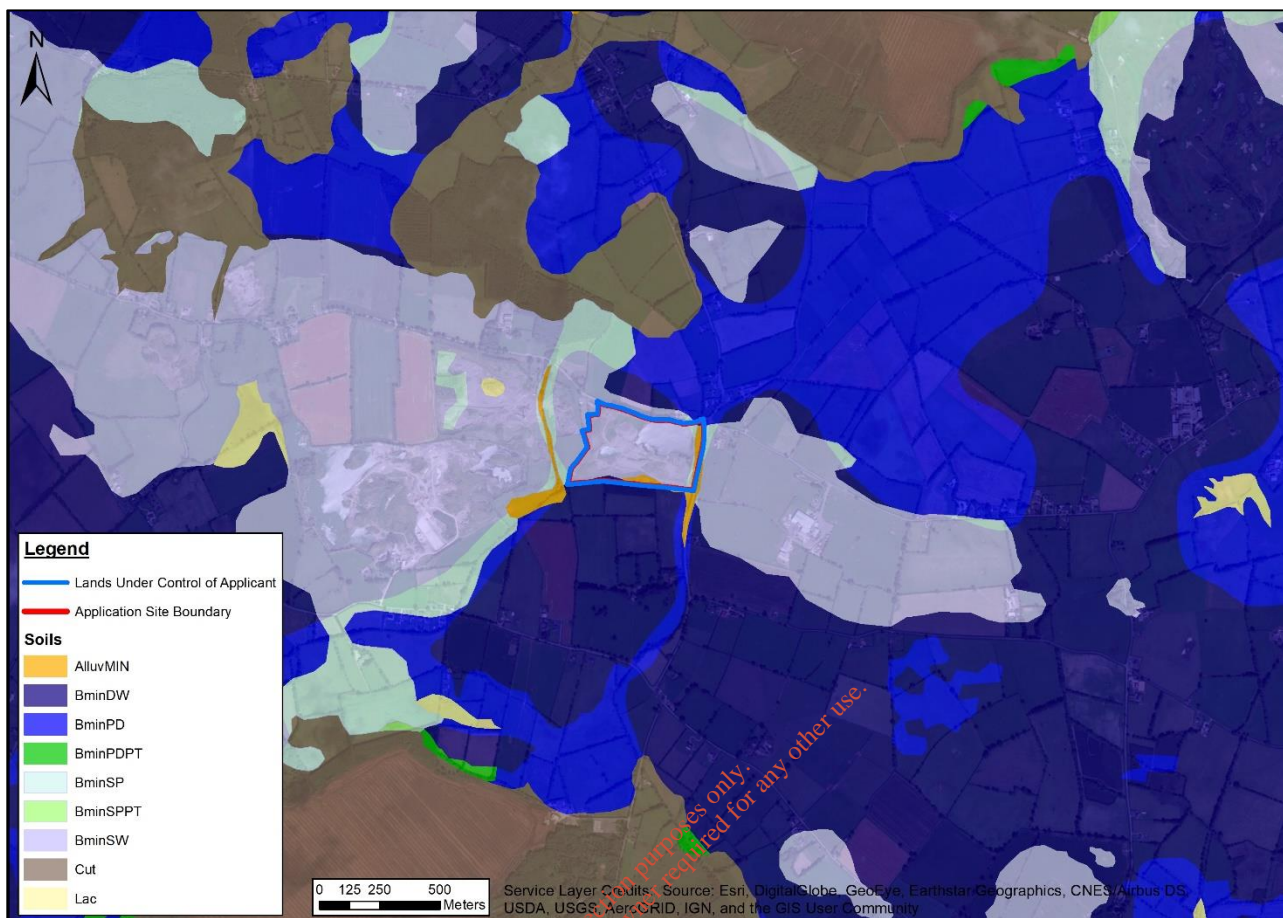 N
Legend
Lands Under Control of Applicant
Application Site Boundary
Soils
AlluvMIN
BminDW
BminPD
BminPDPT
BminSP
BminSPPT
BminSW
Cut
Lac
0 125 250 500
Meters
purposes only.
required for any other use.
Service Layer Credits: Source: Esri, DigitalGlobe, GeoEye, Earthstar Geographics, CNES/Airbus DS,
USDA, USGS, AeroGRID, IGN, and the GIS User Community